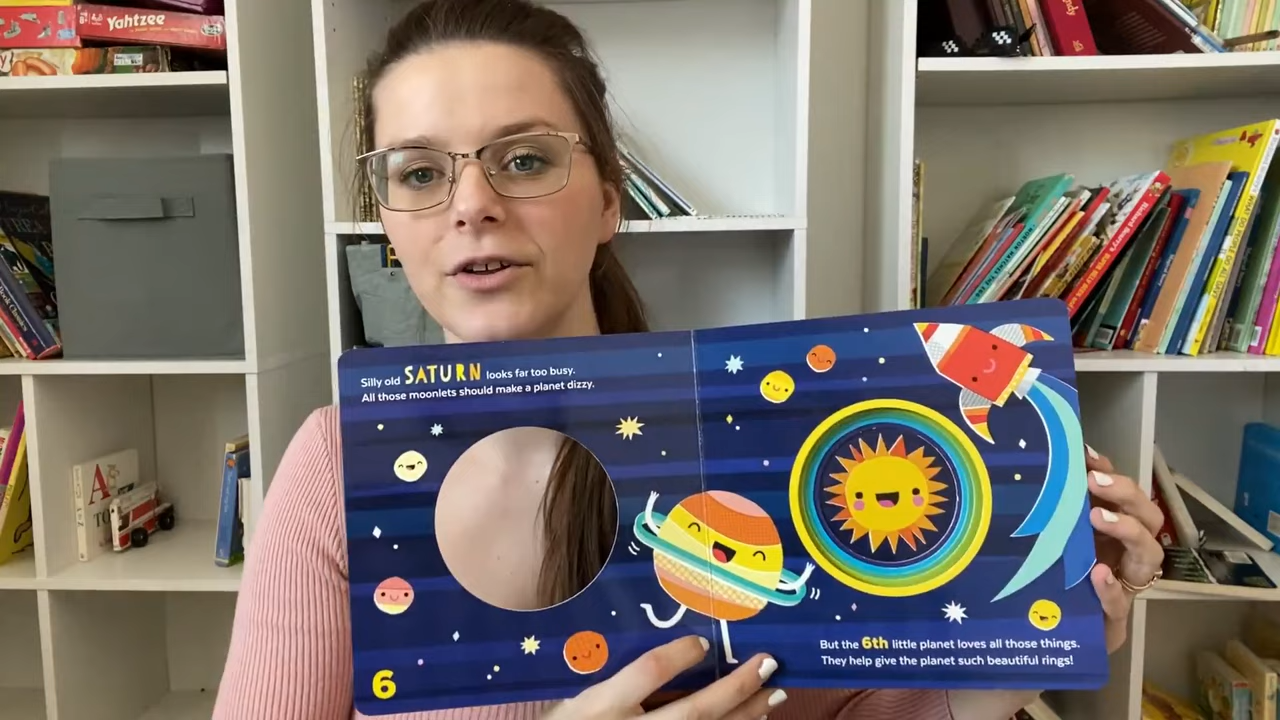 Yahtzee
Silly old SATURN looks far too busy.
All those moonlets should make a planet dizzy.
6
But the 6th little planet loves all those things.
They help give the planet such beautiful rings!